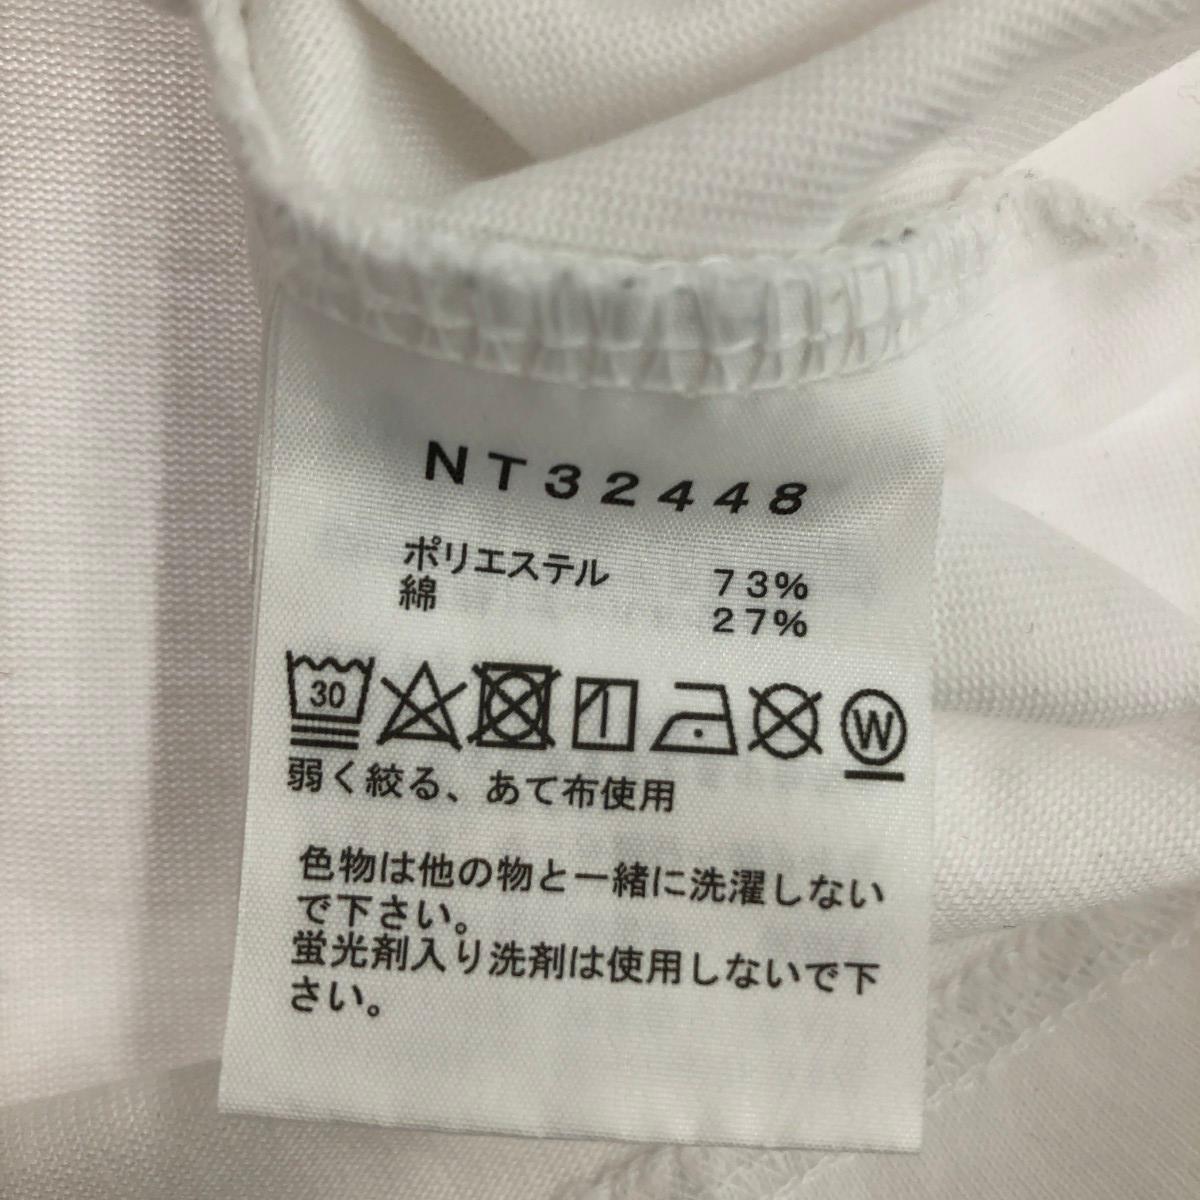 NT32448
ポリエステル 73%
綿 27%
30 W
弱く絞る、あて布使用
色物は他の物と一緒に洗濯しない
で下さい。
蛍光剤入り洗剤は使用しないで下
さい。